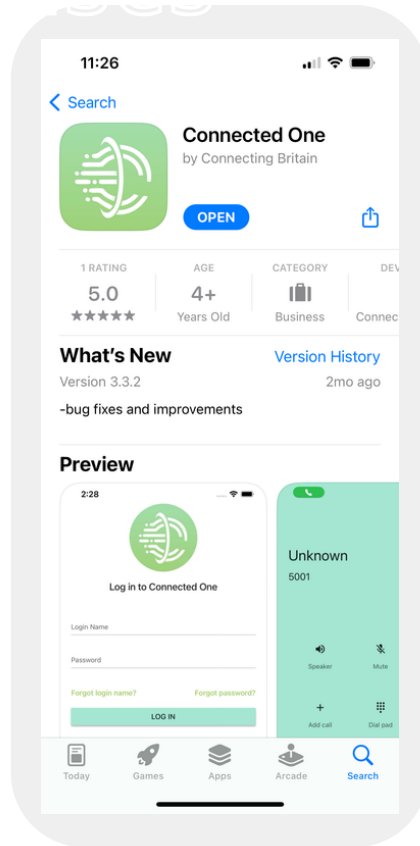 11:26
Search
Connected One
by Connecting Britain
OPEN
1 RATING
AGE
CATEGORY
5.0
4+
★★★★★
Years Old
Business
What's New
Version History
Version 3.3.2
2mo ago
-bug fixes and improvements
Preview
2:28
Log in to Connected One
Login Name
Password
Forgot login name?
Forgot password?
LOG IN
Unknown
5001
Speaker
Mute
Add call
Dial pad
Today
Games
Apps
Arcade
Search